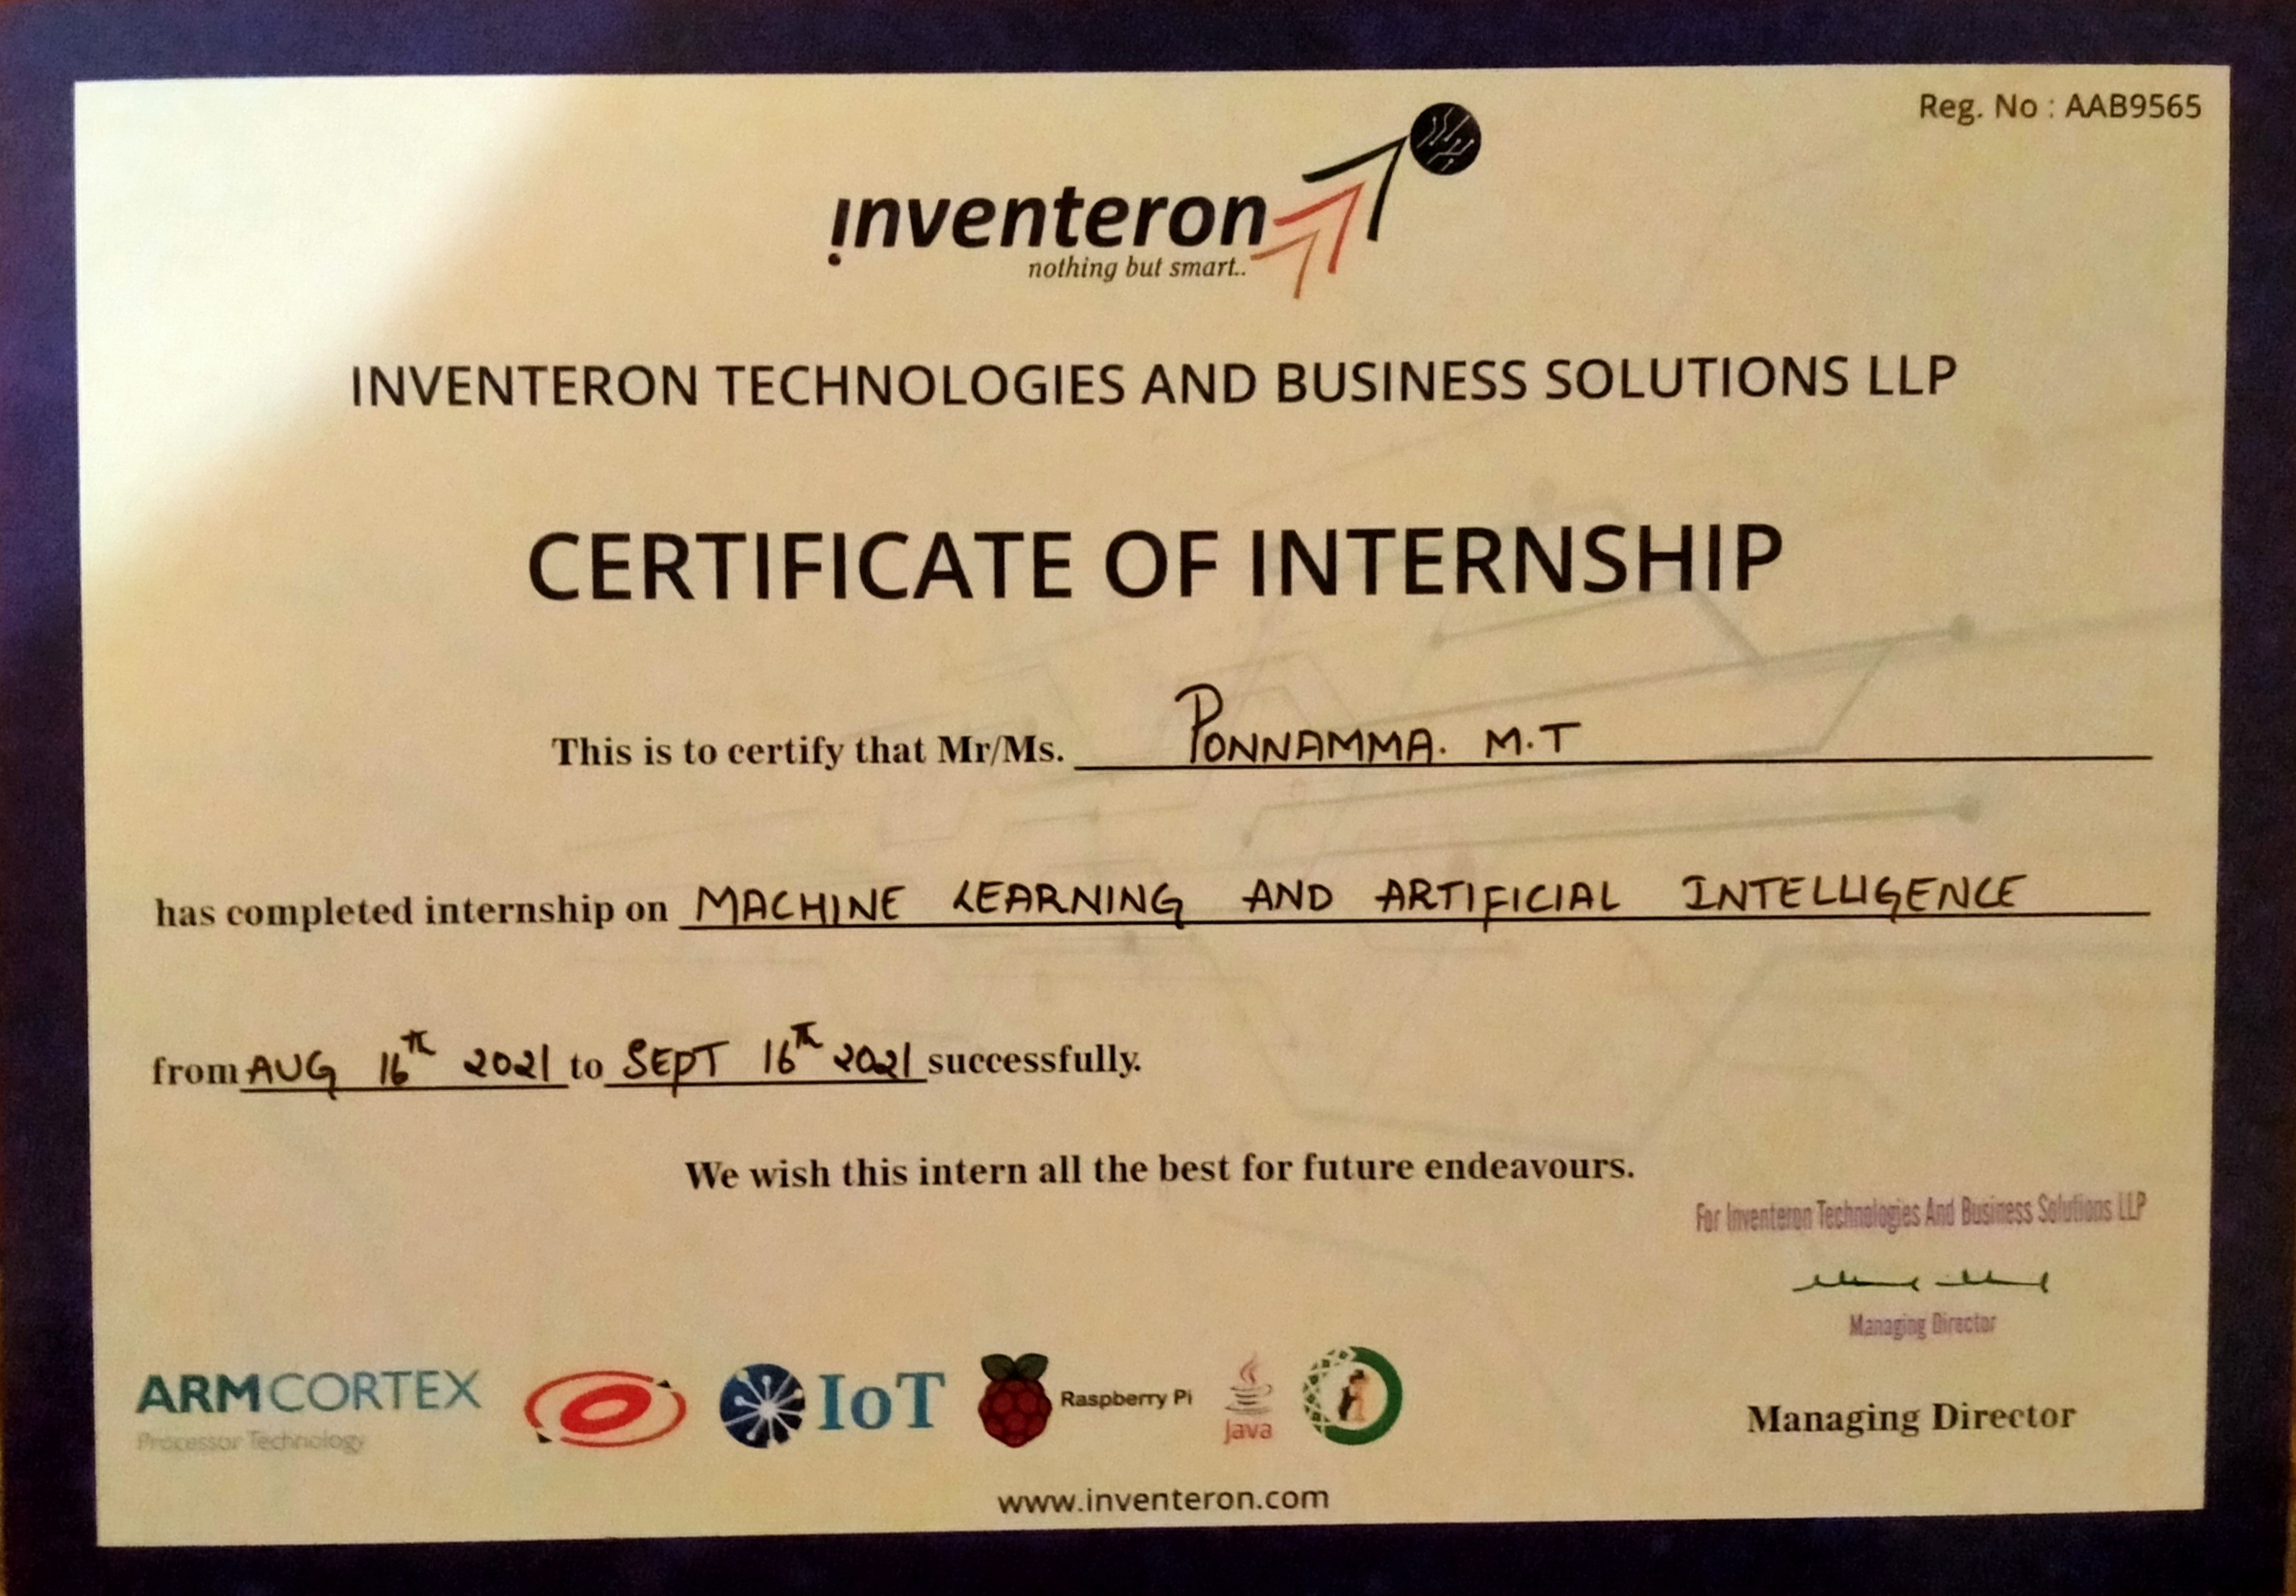 Reg. No : AAB9565
inventeron
nothing but smart..
INVENTERON TECHNOLOGIES AND BUSINESS SOLUTIONS LLP
CERTIFICATE OF INTERNSHIP
This is to certify that Mr/Ms. PONNAMMA. M.T
has completed internship on MACHINE LEARNING AND ARTIFICIAL INTELLIGENCE
from AUG 16TH 2021 to SEPT 16TH 2021 successfully.
We wish this intern all the best for future endeavours.
For Inventeron Technologies And Business Solutions LLP
Managing Director
Managing Director
ARM CORTEX
Processor Technology
IoT
Raspberry Pi
Java
www.inventeron.com